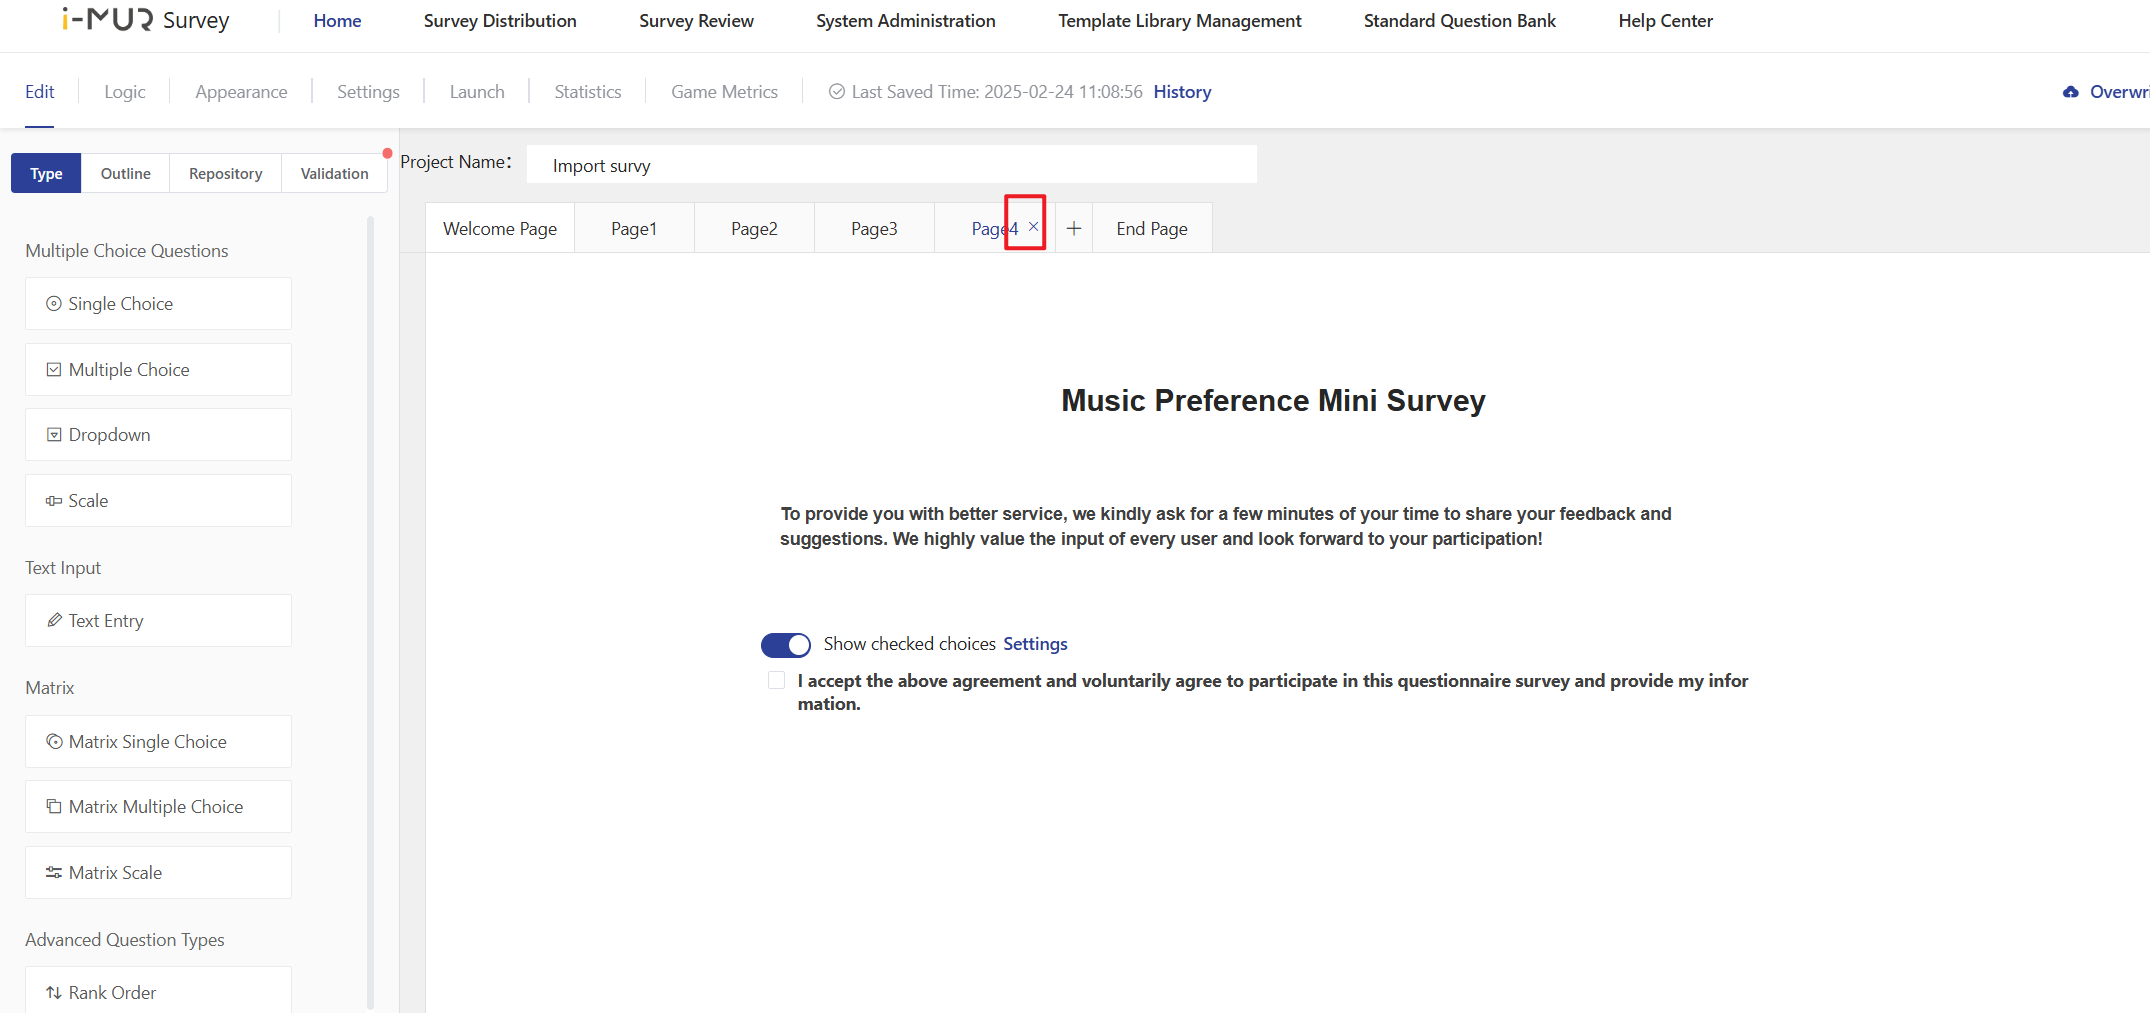 i-MUR Survey
Home
Survey Distribution
Survey Review
System Administration
Template Library Management
Standard Question Bank
Help Center
Edit
Logic
Appearance
Settings
Launch
Statistics
Game Metrics
Last Saved Time: 2025-02-24 11:08:56 History
Overwri
Type
Outline
Repository
Validation
Project Name:
Import survy
Welcome Page
Page1
Page2
Page3
Page4
End Page
Multiple Choice Questions
Single Choice
Multiple Choice
Dropdown
Scale
Text Input
Text Entry
Matrix
Matrix Single Choice
Matrix Multiple Choice
Matrix Scale
Advanced Question Types
Rank Order
Music Preference Mini Survey
To provide you with better service, we kindly ask for a few minutes of your time to share your feedback and
suggestions. We highly value the input of every user and look forward to your participation!
Show checked choices Settings
I accept the above agreement and voluntarily agree to participate in this questionnaire survey and provide my infor
mation.